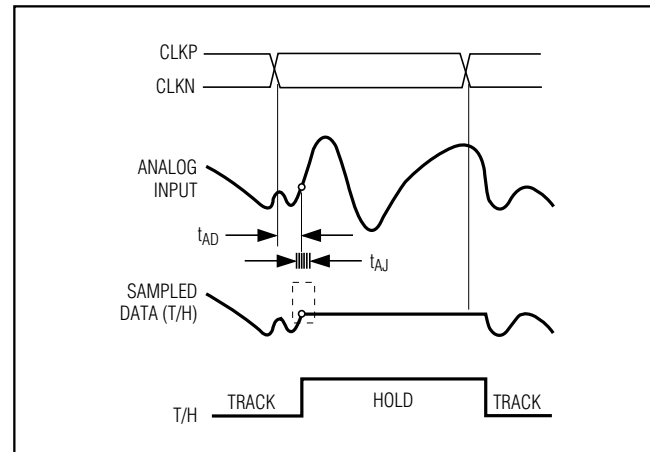 CLKP
CLKN
ANALOG
INPUT
tAD
tAJ
SAMPLED
DATA (T/H)
TRACK
HOLD
TRACK
T/H